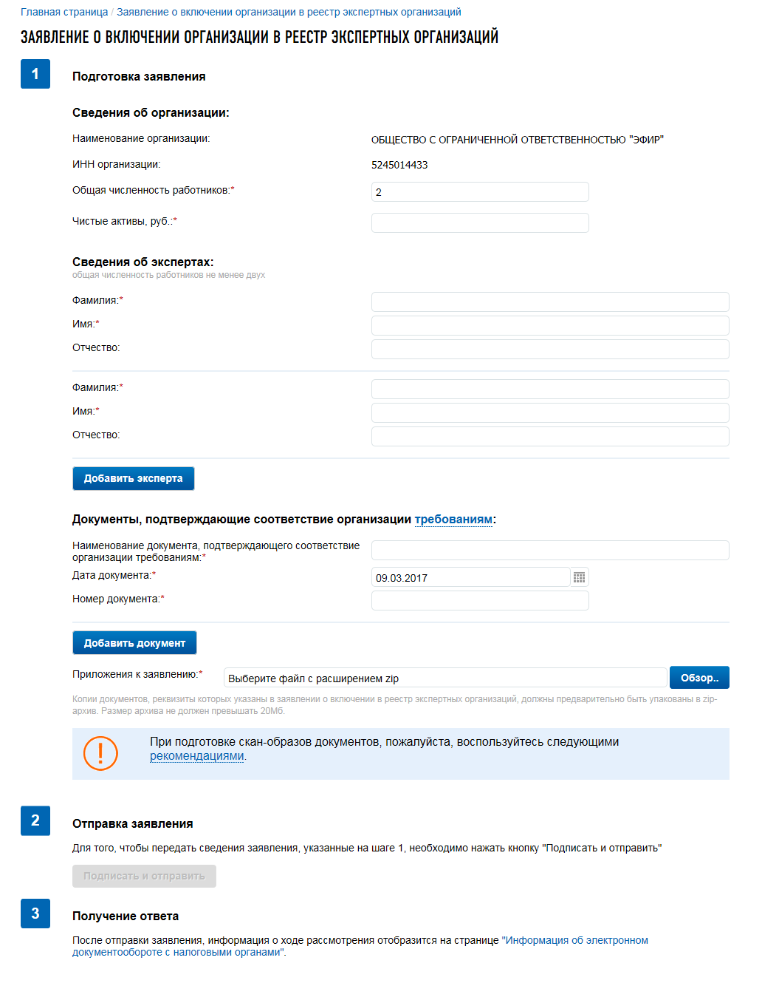 Главная страница / Заявление о включении организации в реестр экспертных организаций
ЗАЯВЛЕНИЕ О ВКЛЮЧЕНИИ ОРГАНИЗАЦИИ В РЕЕСТР ЭКСПЕРТНЫХ ОРГАНИЗАЦИЙ
1 Подготовка заявления
Сведения об организации:
Наименование организации: ОБЩЕСТВО С ОГРАНИЧЕННОЙ ОТВЕТСТВЕННОСТЬЮ "ЭФИР"
ИНН организации: 5245014433
Общая численность работников:* 2
Чистые активы, руб.:*
Сведения об экспертах:
общая численность работников не менее двух
Фамилия:*
Имя:*
Отчество:
Фамилия:*
Имя:*
Отчество:
Добавить эксперта
Документы, подтверждающие соответствие организации требованиям:
Наименование документа, подтверждающего соответствие
организации требованиям:*
Дата документа:* 09.03.2017
Номер документа:*
Добавить документ
Приложения к заявлению:* Выберите файл с расширением zip Обзор..
Копии документов, реквизиты которых указаны в заявлении о включении в реестр экспертных организаций, должны предварительно быть упакованы в zip-
архив. Размер архива не должен превышать 20Мб.
При подготовке скан-образов документов, пожалуйста, воспользуйтесь следующими
рекомендациями.
2 Отправка заявления
Для того, чтобы передать сведения заявления, указанные на шаге 1, необходимо нажать кнопку "Подписать и отправить"
Подписать и отправить
3 Получение ответа
После отправки заявления, информация о ходе рассмотрения отобразится на странице "Информация об электронном
документообороте с налоговыми органами".